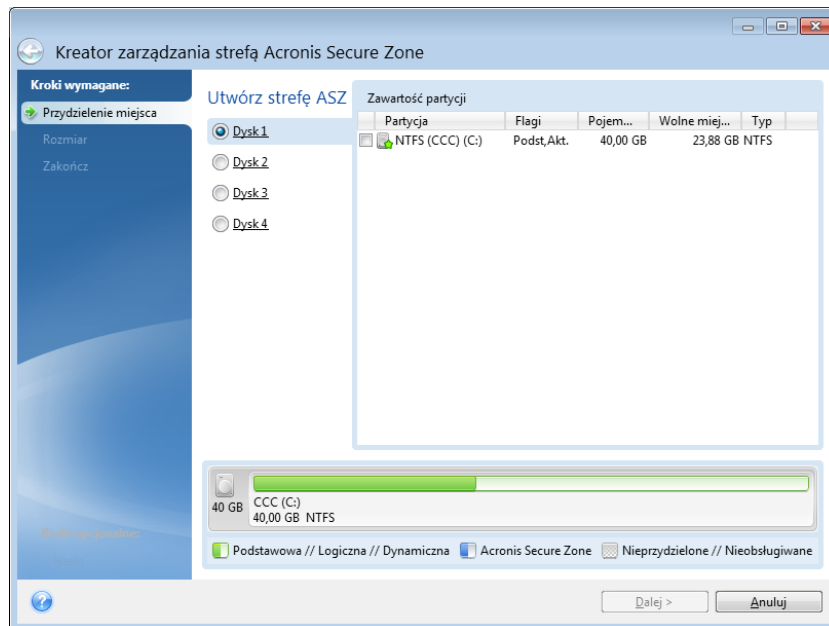 Kreator zarządzania strefą Acronis Secure Zone
Kroki wymagane:
Przydzielenie miejsca
Rozmiar
Zakończ
Utwórz strefę ASZ
Dysk 1
Dysk 2
Dysk 3
Dysk 4
Zawartość partycji
Partycja Flagi Pojem... Wolne miej... Typ
NTFS (CCC) (C:) Podst,Akt. 40,00 GB 23,88 GB NTFS
40 GB
CCC (C:)
40,00 GB NTFS
Podstawowa // Logiczna // Dynamiczna Acronis Secure Zone Nieprzydzielone // Nieobsługiwane
Dalej > Anuluj